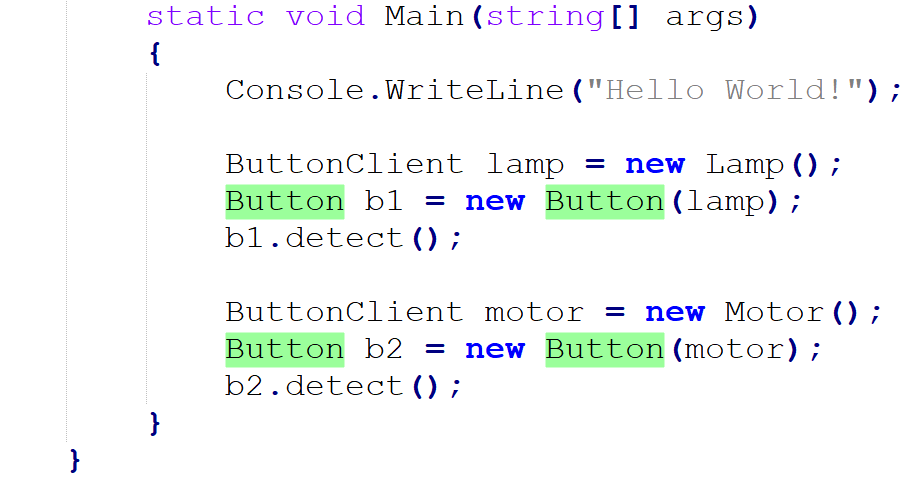 static void Main(string[] args)
{
Console.WriteLine("Hello World!");
ButtonClient lamp = new Lamp();
Button b1 = new Button(lamp);
b1.detect();
ButtonClient motor = new Motor();
Button b2 = new Button(motor);
b2.detect();
}
}